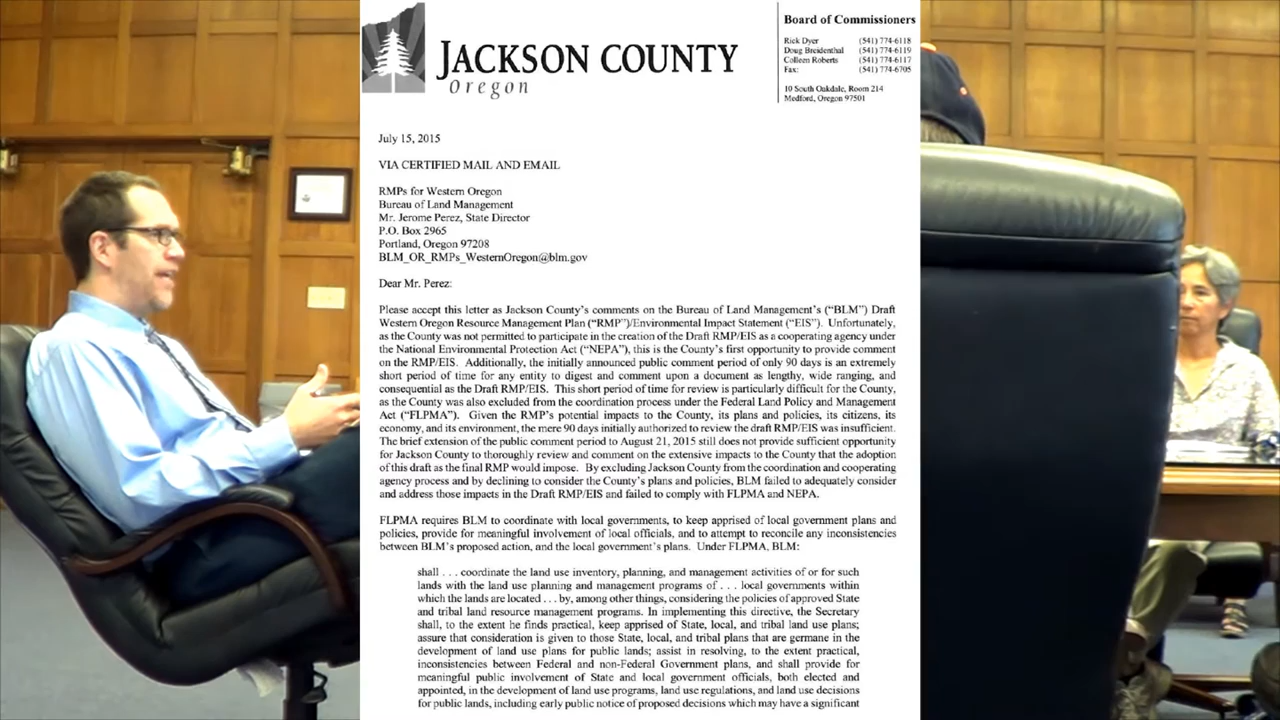 JACKSON COUNTY
Oregon
Board of Commissioners
Rick Dyer (541) 774-6118
Doug Breidenthal (541) 774-6119
Colleen Roberts (541) 774-6117
Fax: (541) 774-6705
10 South Oakdale, Room 214
Medford, Oregon 97501
July 15, 2015
VIA CERTIFIED MAIL AND EMAIL
RMPs for Western Oregon
Bureau of Land Management
Mr. Jerome Perez, State Director
P.O. Box 2965
Portland, Oregon 97208
BLM_OR_RMPs_WesternOregon@blm.gov
Dear Mr. Perez:
Please accept this letter as Jackson County's comments on the Bureau of Land Management's ("BLM") Draft
Western Oregon Resource Management Plan ("RMP")/Environmental Impact Statement ("EIS"). Unfortunately,
as the County was not permitted to participate in the creation of the Draft RMP/EIS as a cooperating agency under
the National Environmental Protection Act ("NEPA"), this is the County's first opportunity to provide comment
on the RMP/EIS. Additionally, the initially announced public comment period of only 90 days is an extremely
short period of time for any entity to digest and comment upon a document as lengthy, wide ranging, and
consequential as the Draft RMP/EIS. This short period of time for review is particularly difficult for the County,
as the County was also excluded from the coordination process under the Federal Land Policy and Management
Act ("FLPMA"). Given the RMP's potential impacts to the County, its plans and policies, its citizens, its
economy, and its environment, the mere 90 days initially authorized to review the draft RMP/EIS was insufficient.
The brief extension of the public comment period to August 21, 2015 still does not provide sufficient opportunity
for Jackson County to thoroughly review and comment on the extensive impacts to the County that the adoption
of this draft as the final RMP would impose. By excluding Jackson County from the coordination and cooperating
agency process and by declining to consider the County's plans and policies, BLM failed to adequately consider
and address those impacts in the Draft RMP/EIS and failed to comply with FLPMA and NEPA.
FLPMA requires BLM to coordinate with local governments, to keep apprised of local government plans and
policies, provide for meaningful involvement of local officials, and to attempt to reconcile any inconsistencies
between BLM's proposed action, and the local government's plans. Under FLPMA, BLM:
shall . . . coordinate the land use inventory, planning, and management activities of or for such
lands with the land use planning and management programs of . . . local governments within
which the lands are located . . . by, among other things, considering the policies of approved State
and tribal land resource management programs. In implementing this directive, the Secretary
shall, to the extent he finds practical, keep apprised of State, local, and tribal land use plans;
assure that consideration is given to those State, local, and tribal plans that are germane in the
development of land use plans for public lands; assist in resolving, to the extent practical,
inconsistencies between Federal and non-Federal Government plans, and shall provide for
meaningful public involvement of State and local government officials, both elected and
appointed, in the development of land use programs, land use regulations, and land use decisions
for public lands, including early public notice of proposed decisions which may have a significant